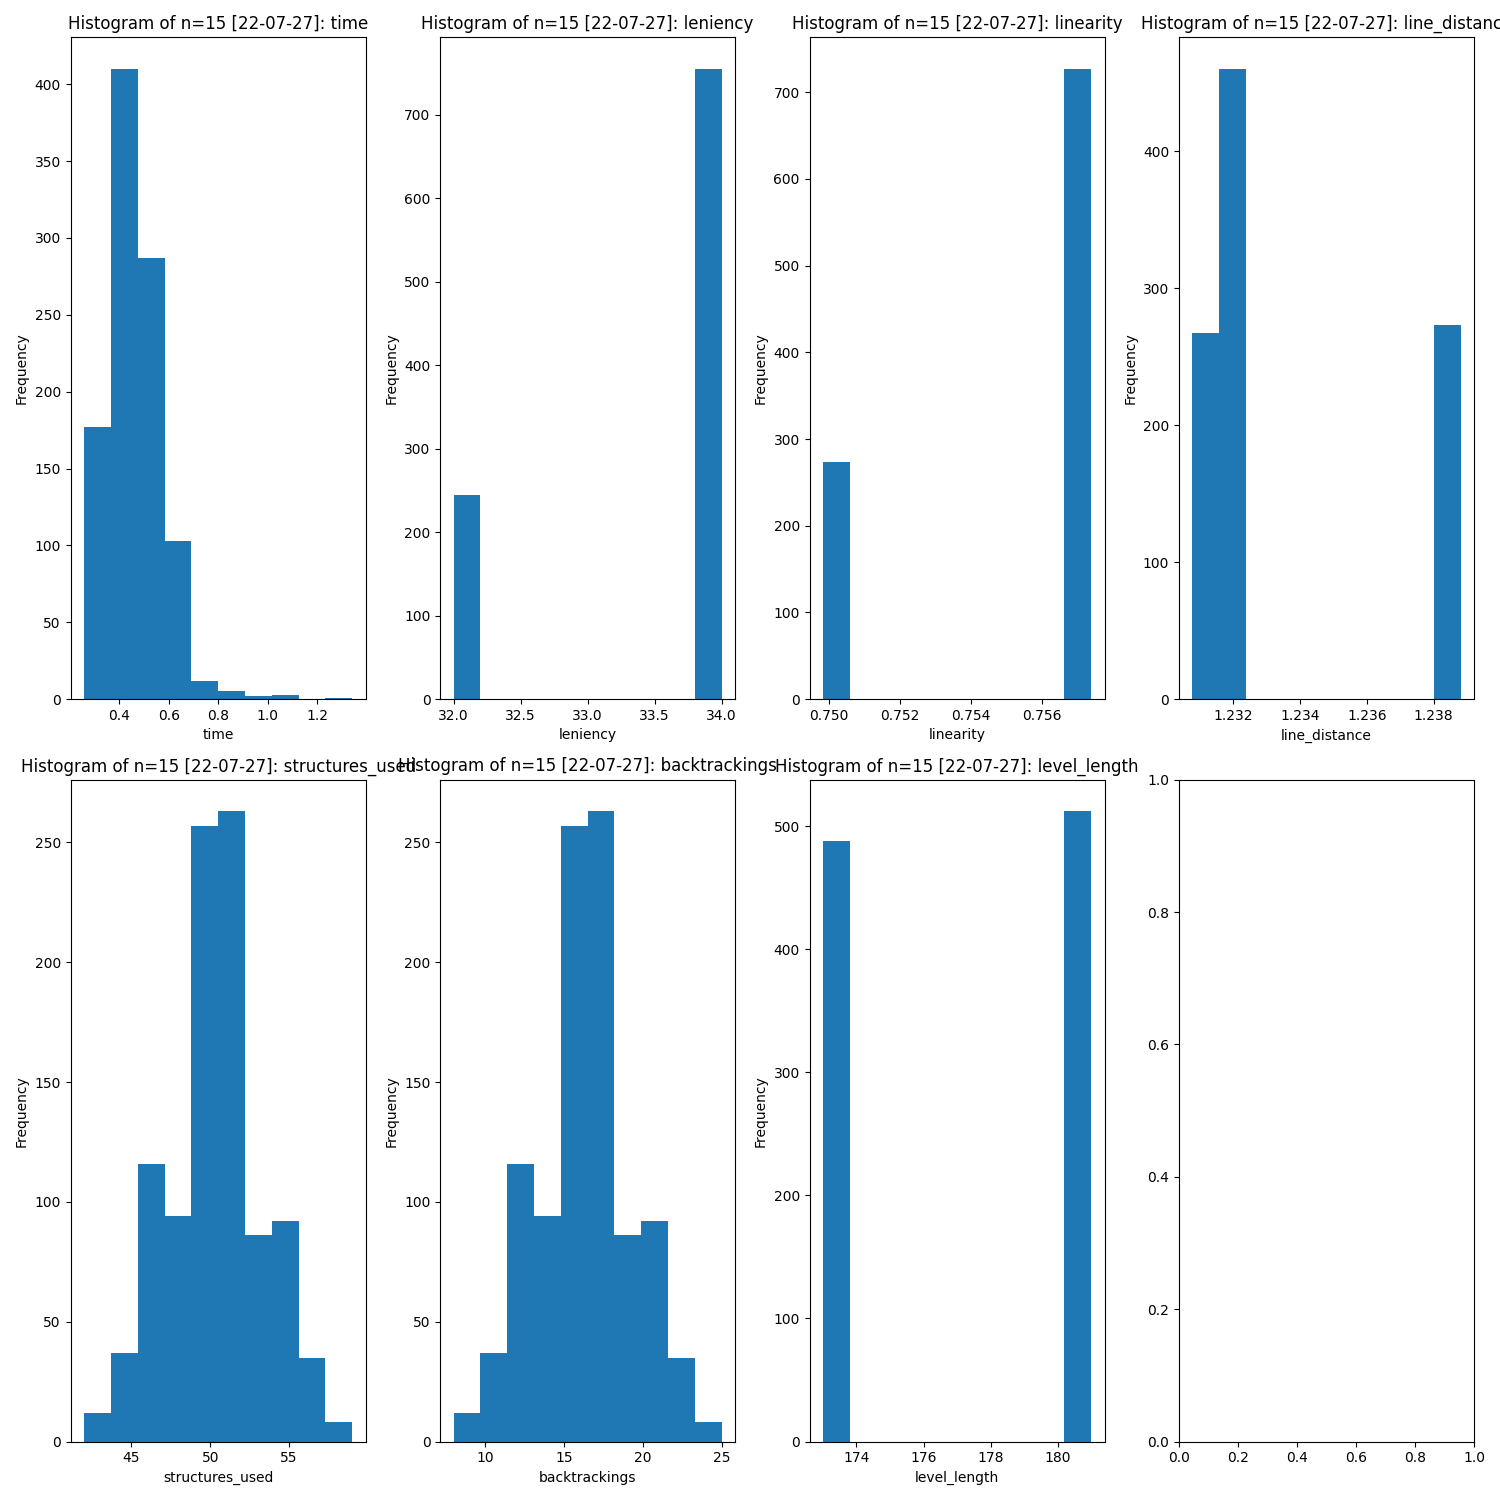 Histogram of n=15 [22-07-27]: time
Frequency
400
350
300
250
200
150
100
50
0
0.4 0.6 0.8 1.0 1.2
time
Histogram of n=15 [22-07-27]: leniency
Frequency
700
600
500
400
300
200
100
0
32.0 32.5 33.0 33.5 34.0
leniency
Histogram of n=15 [22-07-27]: linearity
Frequency
700
600
500
400
300
200
100
0
0.750 0.752 0.754 0.756
linearity
Histogram of n=15 [22-07-27]: line_distanc
Frequency
400
300
200
100
0
1.232 1.234 1.236 1.238
line_distance
Histogram of n=15 [22-07-27]: structures_used
Frequency
250
200
150
100
50
0
45 50 55
structures_used
Histogram of n=15 [22-07-27]: backtrackings
Frequency
250
200
150
100
50
0
10 15 20 25
backtrackings
Histogram of n=15 [22-07-27]: level_length
Frequency
500
400
300
200
100
0
174 176 178 180
level_length
1.0
0.8
0.6
0.4
0.2
0.0
0.0 0.2 0.4 0.6 0.8 1.0